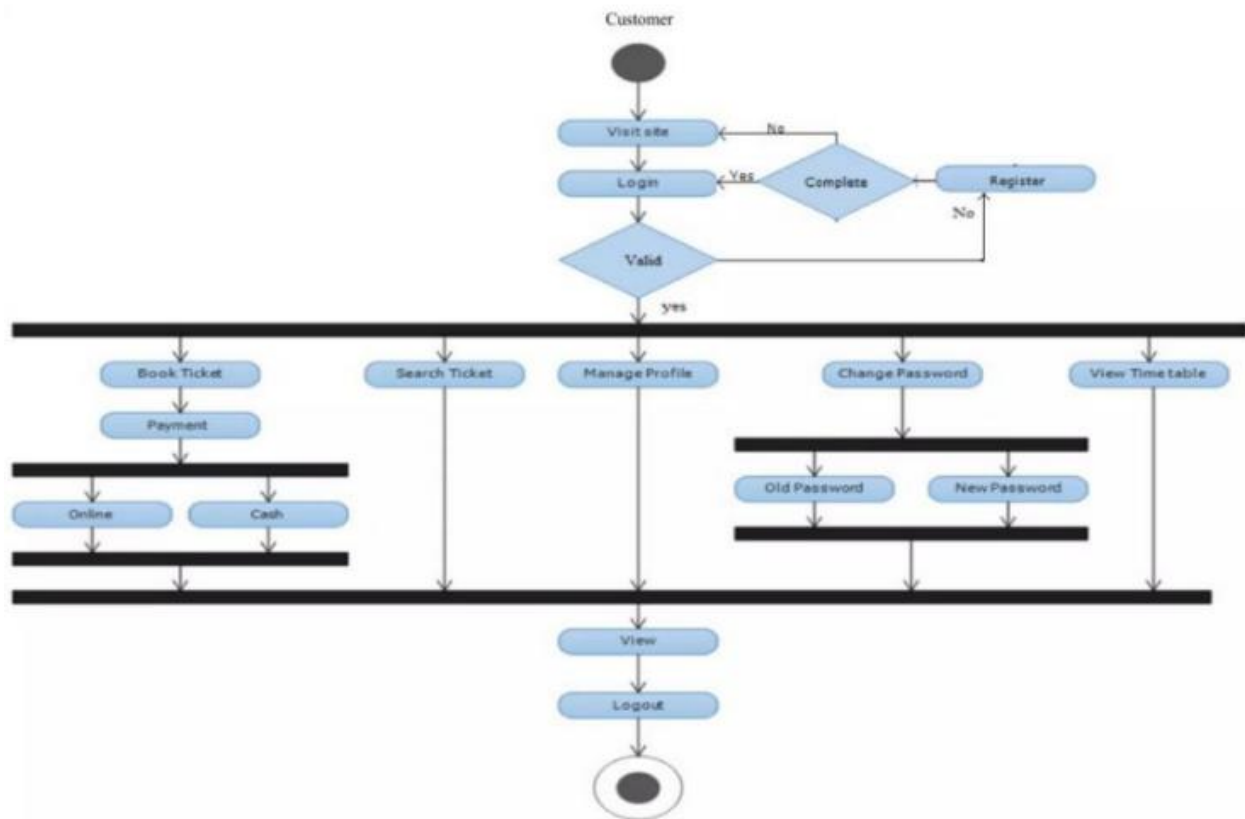 Customer
Visit site
No
Login
Yes
Complete
Register
No
Valid
yes
Book Ticket
Search Ticket
Manage Profile
Change Password
View Time table
Payment
Old Password
New Password
Online
Cash
View
Logout